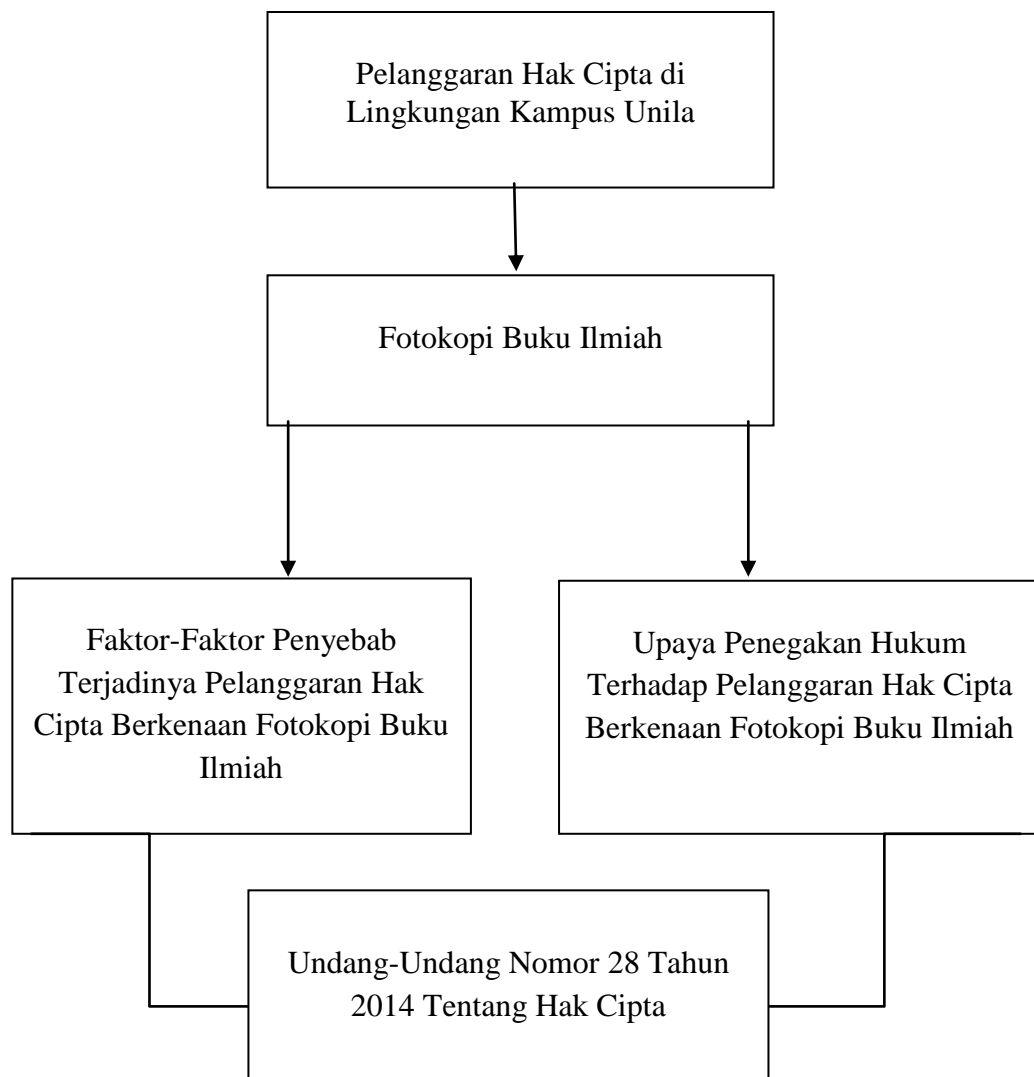 Pelanggaran Hak Cipta di
Lingkungan Kampus Unila
Fotokopi Buku Ilmiah
Faktor-Faktor Penyebab
Terjadinya Pelanggaran Hak
Cipta Berkenaan Fotokopi Buku
Ilmiah
Upaya Penegakan Hukum
Terhadap Pelanggaran Hak Cipta
Berkenaan Fotokopi Buku Ilmiah
Undang-Undang Nomor 28 Tahun
2014 Tentang Hak Cipta